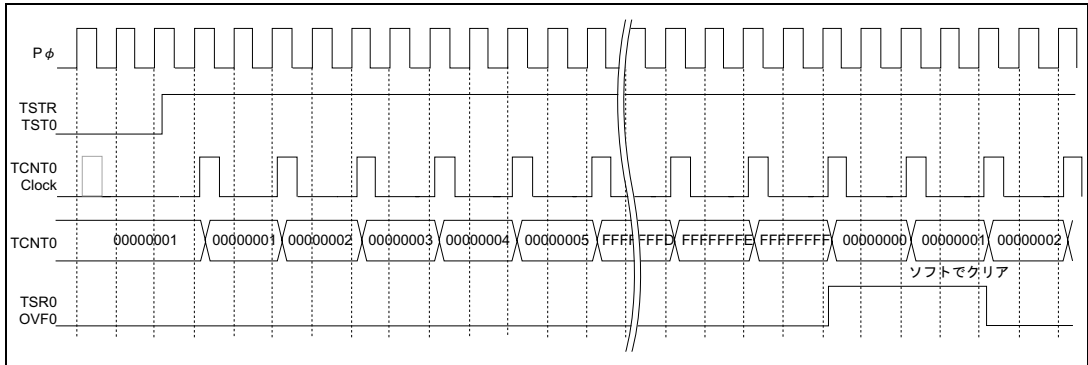 Pφ
TSTR
TST0
TCNT0
Clock
TCNT0 00000001 00000001 00000002 00000003 00000004 00000005 FFFFFFFD FFFFFFFE FFFFFFFF 00000000 00000001 00000002
ソフトでクリア
TSR0
OVF0